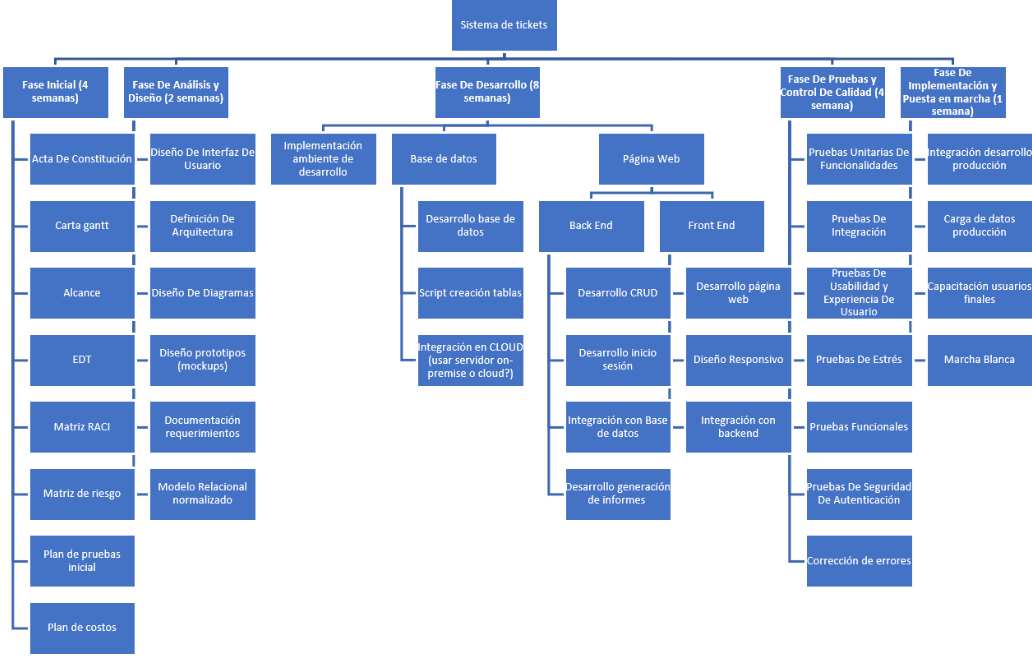 Sistema de tickets
Fase Inicial (4
semanas)
Fase De Análisis y
Diseño (2 semanas)
Fase De Desarrollo (8
semanas)
Fase De Pruebas y
Control De Calidad (4
semana)
Fase De
Implementación y
Puesta en marcha (1
semana)
Acta De Constitución
Carta gantt
Alcance
EDT
Matriz RACI
Matriz de riesgo
Plan de pruebas
inicial
Plan de costos
Diseño De Interfaz De
Usuario
Definición De
Arquitectura
Diseño De Diagramas
Diseño prototipos
(mockups)
Documentación
requerimientos
Modelo Relacional
normalizado
Implementación
ambiente de
desarrollo
Base de datos
Desarrollo base de
datos
Script creación tablas
Integración en CLOUD
(usar servidor on-
premise o cloud?)
Página Web
Back End
Desarrollo CRUD
Desarrollo inicio
sesión
Integración con Base
de datos
Desarrollo generación
de informes
Front End
Desarrollo página
web
Diseño Responsivo
Integración con
backend
Pruebas Unitarias De
Funcionalidades
Pruebas De
Integración
Pruebas De
Usabilidad y
Experiencia De
Usuario
Pruebas De Estrés
Pruebas Funcionales
Pruebas De Seguridad
De Autenticación
Corrección de errores
Integración desarrollo
producción
Carga de datos
producción
Capacitación usuarios
finales
Marcha Blanca